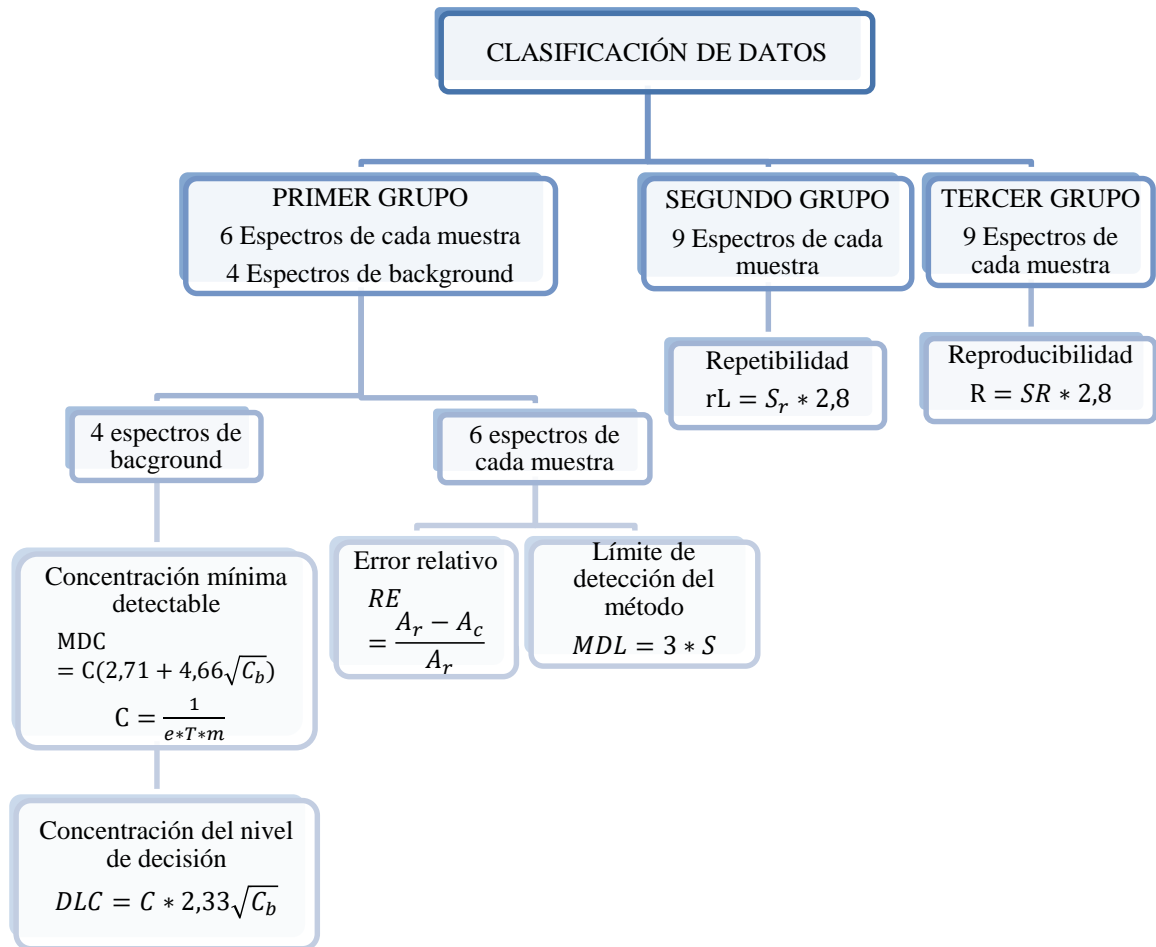 CLASIFICACIÓN DE DATOS
PRIMER GRUPO
6 Espectros de cada muestra
4 Espectros de background
SEGUNDO GRUPO
9 Espectros de cada
muestra
TERCER GRUPO
9 Espectros de
cada muestra
Repetibilidad
rL = S_r * 2,8
Reproducibilidad
R = SR * 2,8
4 espectros de
bacground
6 espectros de
cada muestra
Concentración mínima
detectable
MDC
= C(2,71 + 4,66√C_b)
C = 1/(e*T*m)
Error relativo
RE
= (A_r − A_c)/A_r
Límite de
detección del
método
MDL = 3 * S
Concentración del nivel
de decisión
DLC = C * 2,33√C_b